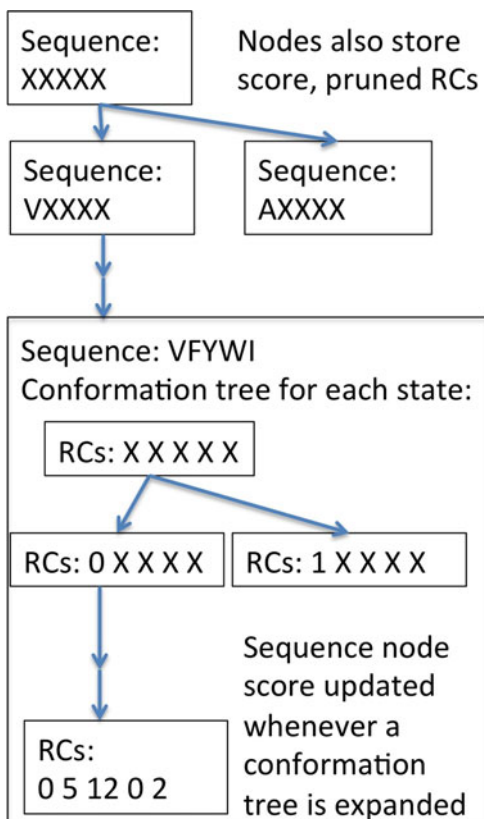 Sequence:
XXXXX
Nodes also store
score, pruned RCs
Sequence:
VXXXX
Sequence:
AXXXX
Sequence: VFYWI
Conformation tree for each state:
RCs: X X X X X
RCs: 0 X X X X
RCs: 1 X X X X
RCs:
0 5 12 0 2
Sequence node
score updated
whenever a
conformation
tree is expanded